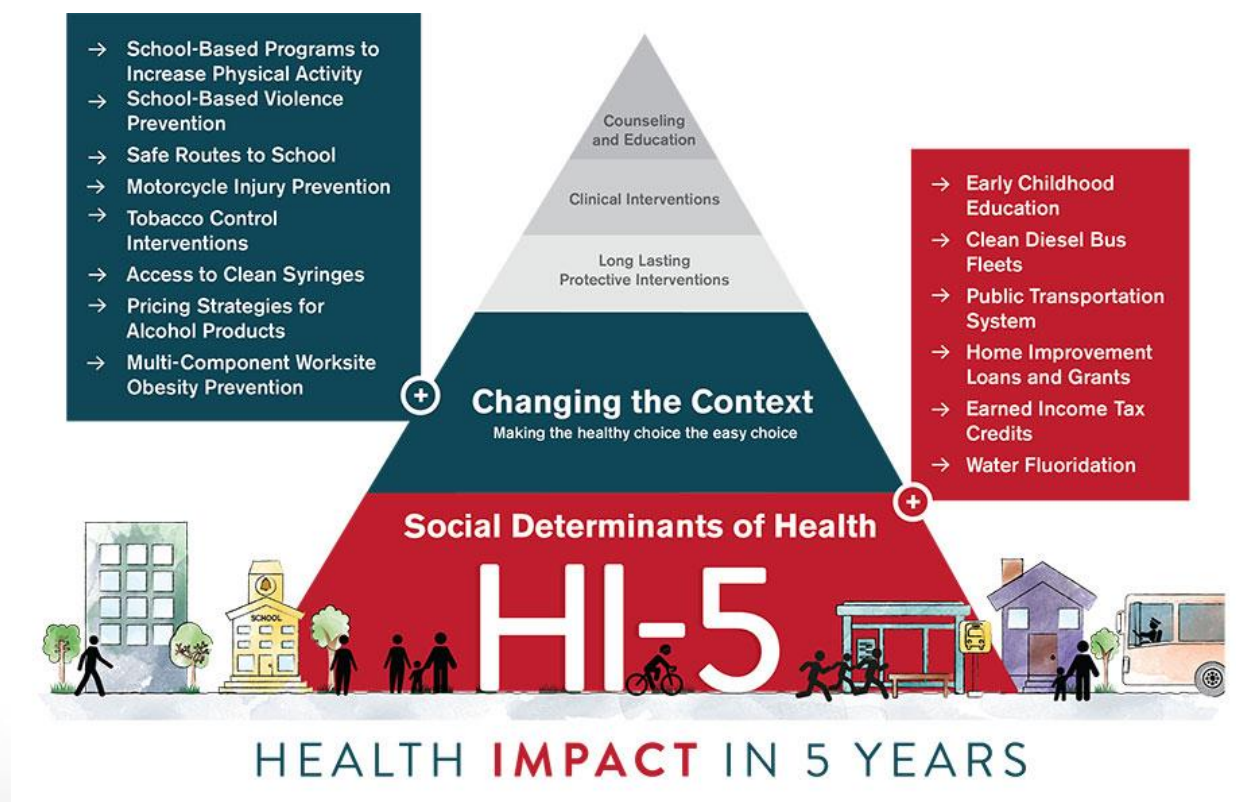 → School-Based Programs to
Increase Physical Activity
→ School-Based Violence
Prevention
→ Safe Routes to School
→ Motorcycle Injury Prevention
→ Tobacco Control
Interventions
→ Access to Clean Syringes
→ Pricing Strategies for
Alcohol Products
→ Multi-Component Worksite
Obesity Prevention
Counseling
and Education
Clinical Interventions
Long Lasting
Protective Interventions
Changing the Context
Making the healthy choice the easy choice
→ Early Childhood
Education
→ Clean Diesel Bus
Fleets
→ Public Transportation
System
→ Home Improvement
Loans and Grants
→ Earned Income Tax
Credits
→ Water Fluoridation
Social Determinants of Health
HI-5
SCHOOL
HEALTH IMPACT IN 5 YEARS